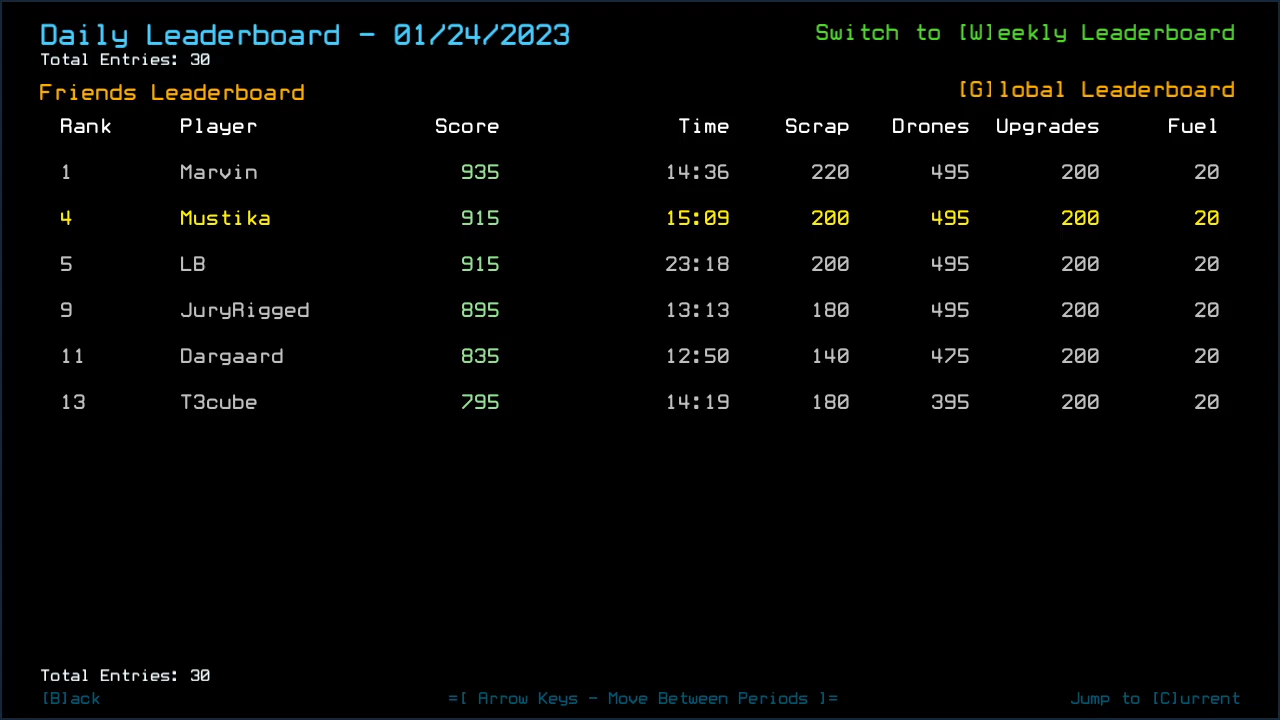 Daily Leaderboard - 01/24/2023
Switch to [W]eekly Leaderboard
Total Entries: 30
Friends Leaderboard
[G]lobal Leaderboard
Rank Player Score Time Scrap Drones Upgrades Fuel
1 Marvin 935 14:36 220 495 200 20
4 Mustika 915 15:09 200 495 200 20
5 LB 915 23:18 200 495 200 20
9 JuryRigged 895 13:13 180 495 200 20
11 Dargaard 835 12:50 140 475 200 20
13 T3cube 795 14:19 180 395 200 20
Total Entries: 30
[B]ack =[ Arrow Keys - Move Between Periods ]= Jump to [C]urrent